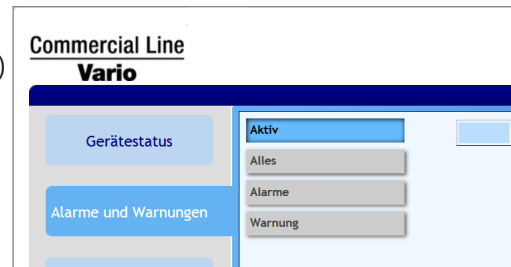 )
Commercial Line
Vario
Gerätestatus
Alarme und Warnungen
Aktiv
Alles
Alarme
Warnung